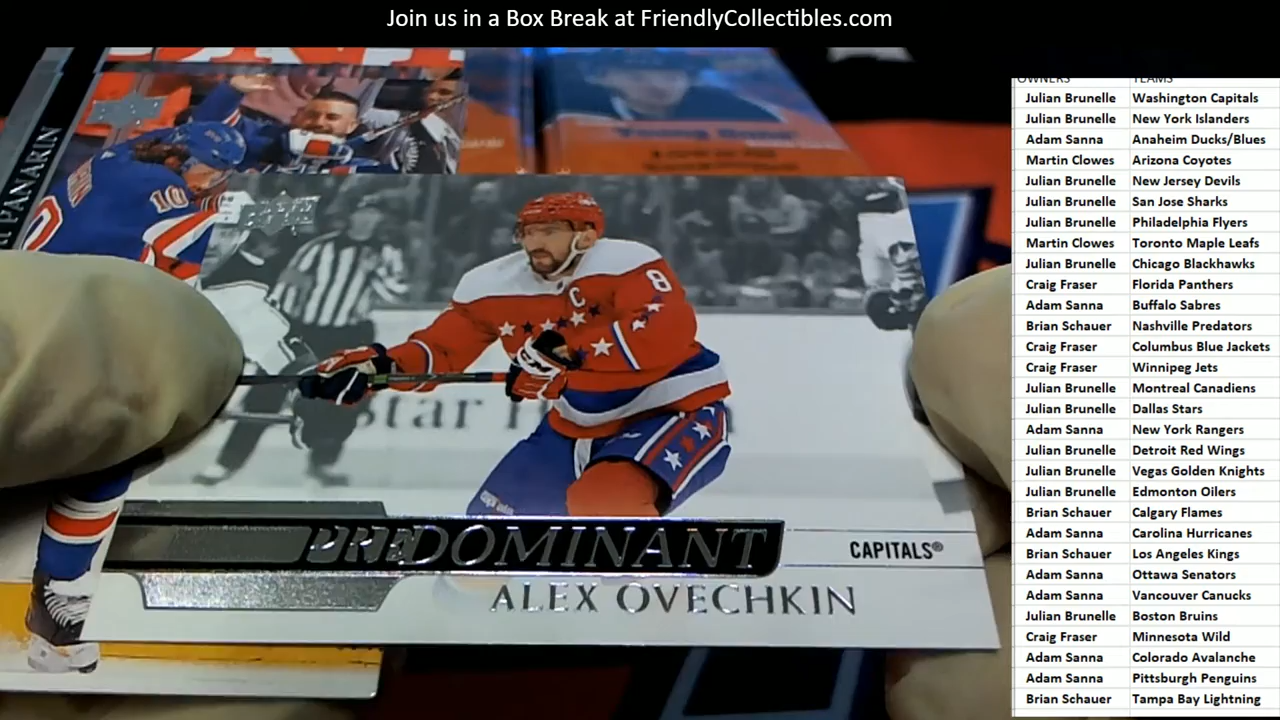 Join us in a Box Break at FriendlyCollectibles.com
OWNERS TEAMS
Julian Brunelle Washington Capitals
Julian Brunelle New York Islanders
Adam Sanna Anaheim Ducks/Blues
Martin Clowes Arizona Coyotes
Julian Brunelle New Jersey Devils
Julian Brunelle San Jose Sharks
Julian Brunelle Philadelphia Flyers
Martin Clowes Toronto Maple Leafs
Julian Brunelle Chicago Blackhawks
Craig Fraser Florida Panthers
Adam Sanna Buffalo Sabres
Brian Schauer Nashville Predators
Craig Fraser Columbus Blue Jackets
Craig Fraser Winnipeg Jets
Julian Brunelle Montreal Canadiens
Julian Brunelle Dallas Stars
Adam Sanna New York Rangers
Julian Brunelle Detroit Red Wings
Julian Brunelle Vegas Golden Knights
Julian Brunelle Edmonton Oilers
Brian Schauer Calgary Flames
Adam Sanna Carolina Hurricanes
Brian Schauer Los Angeles Kings
Adam Sanna Ottawa Senators
Adam Sanna Vancouver Canucks
Julian Brunelle Boston Bruins
Craig Fraser Minnesota Wild
Adam Sanna Colorado Avalanche
Adam Sanna Pittsburgh Penguins
Brian Schauer Tampa Bay Lightning
PANARIN
10
8
C
PREDOMINANT
CAPITALS®
ALEX OVECHKIN